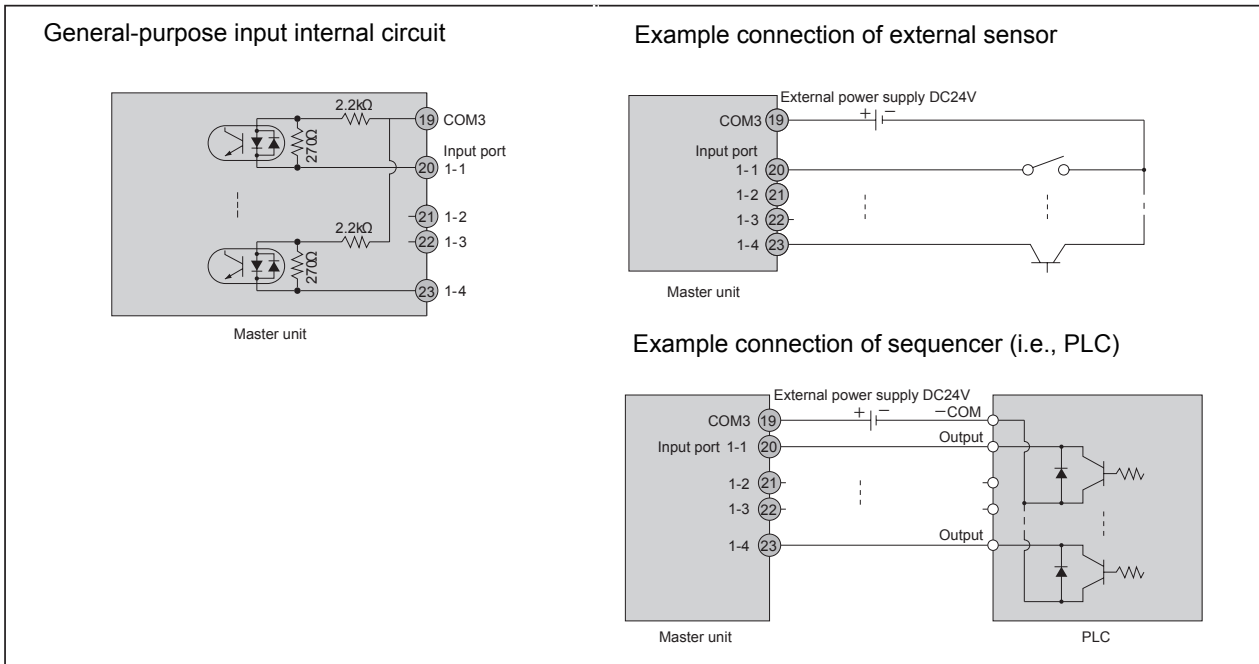 General-purpose input internal circuit
2.2kΩ
19 COM3
270Ω
Input port
20 1-1
21 1-2
2.2kΩ
22 1-3
270Ω
23 1-4
Master unit
Example connection of external sensor
External power supply DC24V
COM3 19
+ −
Input port
1-1 20
1-2 21
1-3 22
1-4 23
Master unit
Example connection of sequencer (i.e., PLC)
External power supply DC24V
COM3 19
+ −
−COM
Input port 1-1 20
Output
1-2 21
1-3 22
1-4 23
Output
Master unit
PLC